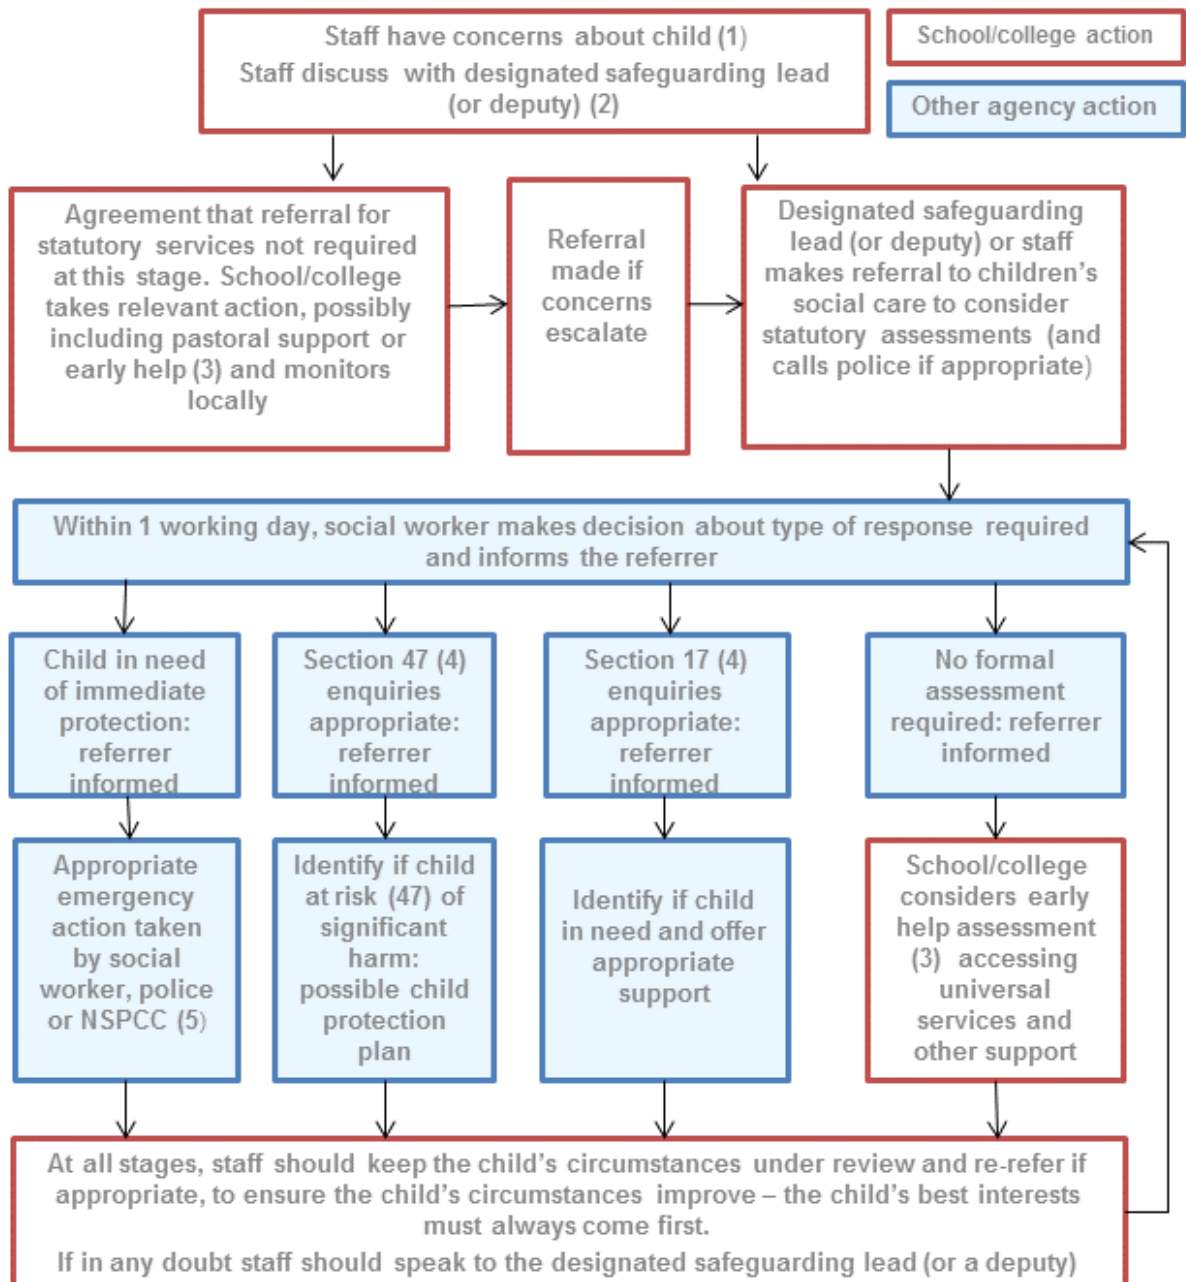 Staff have concerns about child (1)
Staff discuss with designated safeguarding lead
(or deputy) (2)
School/college action
Other agency action
Agreement that referral for
statutory services not required
at this stage. School/college
takes relevant action, possibly
including pastoral support or
early help (3) and monitors
locally
Referral
made if
concerns
escalate
Designated safeguarding
lead (or deputy) or staff
makes referral to children's
social care to consider
statutory assessments (and
calls police if appropriate)
Within 1 working day, social worker makes decision about type of response required
and informs the referrer
Child in need
of immediate
protection:
referrer
informed
Section 47 (4)
enquiries
appropriate:
referrer
informed
Section 17 (4)
enquiries
appropriate:
referrer
informed
No formal
assessment
required: referrer
informed
Appropriate
emergency
action taken
by social
worker, police
or NSPCC (5)
Identify if child
at risk (47) of
significant
harm:
possible child
protection
plan
Identify if child
in need and offer
appropriate
support
School/college
considers early
help assessment
(3) accessing
universal
services and
other support
At all stages, staff should keep the child's circumstances under review and re-refer if
appropriate, to ensure the child's circumstances improve – the child's best interests
must always come first.
If in any doubt staff should speak to the designated safeguarding lead (or a deputy)